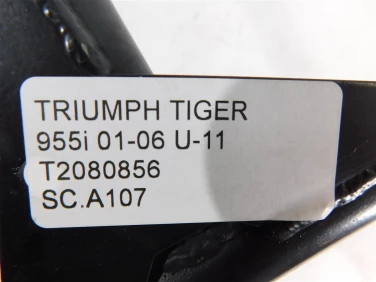 TRIUMPH TIGER
955i 01-06 U-11
T2080856
SC.A107